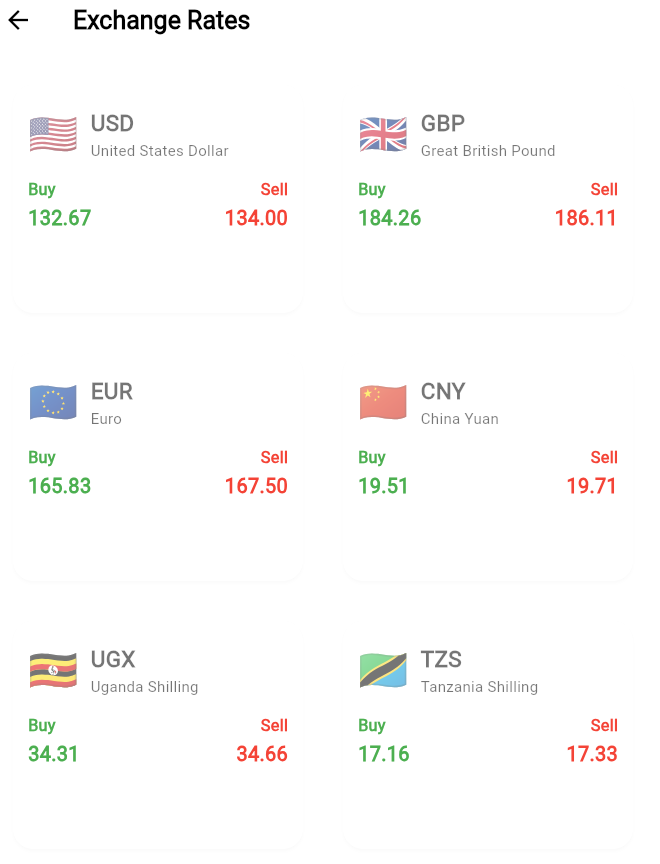 Exchange Rates
USD
United States Dollar
Buy Sell
132.67 134.00
GBP
Great British Pound
Buy Sell
184.26 186.11
EUR
Euro
Buy Sell
165.83 167.50
CNY
China Yuan
Buy Sell
19.51 19.71
UGX
Uganda Shilling
Buy Sell
34.31 34.66
TZS
Tanzania Shilling
Buy Sell
17.16 17.33